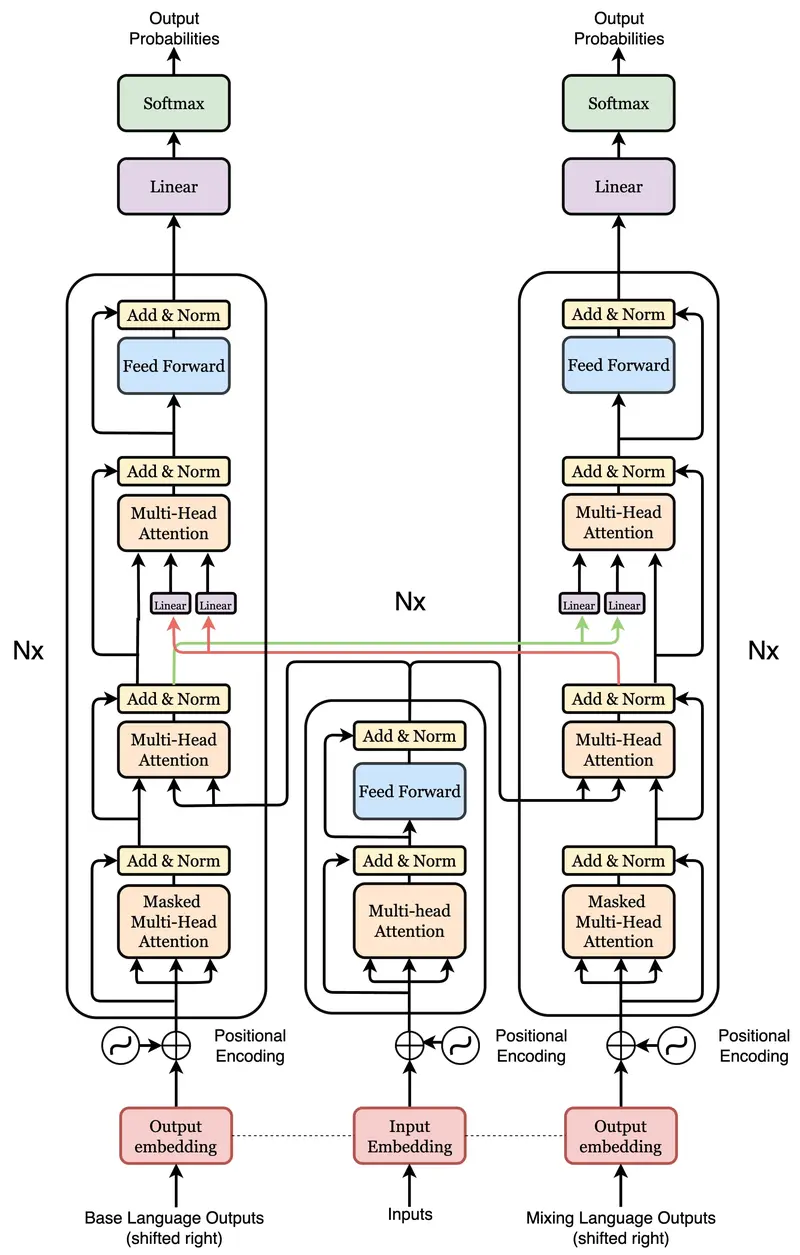 Output
Probabilities
Output
Probabilities
Softmax
Softmax
Linear
Linear
Add & Norm
Add & Norm
Feed Forward
Feed Forward
Add & Norm
Add & Norm
Multi-Head
Attention
Multi-Head
Attention
Linear
Linear
Nx
Linear
Linear
Nx
Nx
Add & Norm
Add & Norm
Multi-Head
Attention
Add & Norm
Multi-Head
Attention
Feed Forward
Add & Norm
Add & Norm
Add & Norm
Masked
Multi-Head
Attention
Multi-head
Attention
Masked
Multi-Head
Attention
Positional
Encoding
Positional
Encoding
Positional
Encoding
Output
embedding
Input
Embedding
Output
embedding
Base Language Outputs
(shifted right)
Inputs
Mixing Language Outputs
(shifted right)